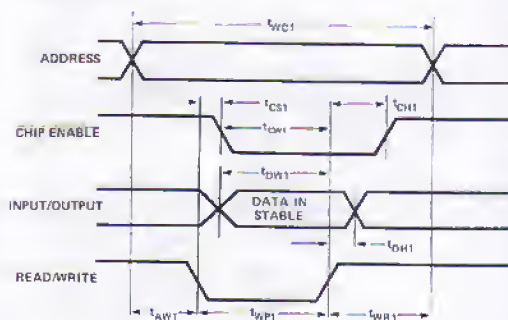 tWC1
ADDRESS
tCS1
tCH1
CHIP ENABLE
tCW1
tDW1
INPUT/OUTPUT
DATA IN
STABLE
tDH1
READ/WRITE
tAW1
tWP1
tWR1